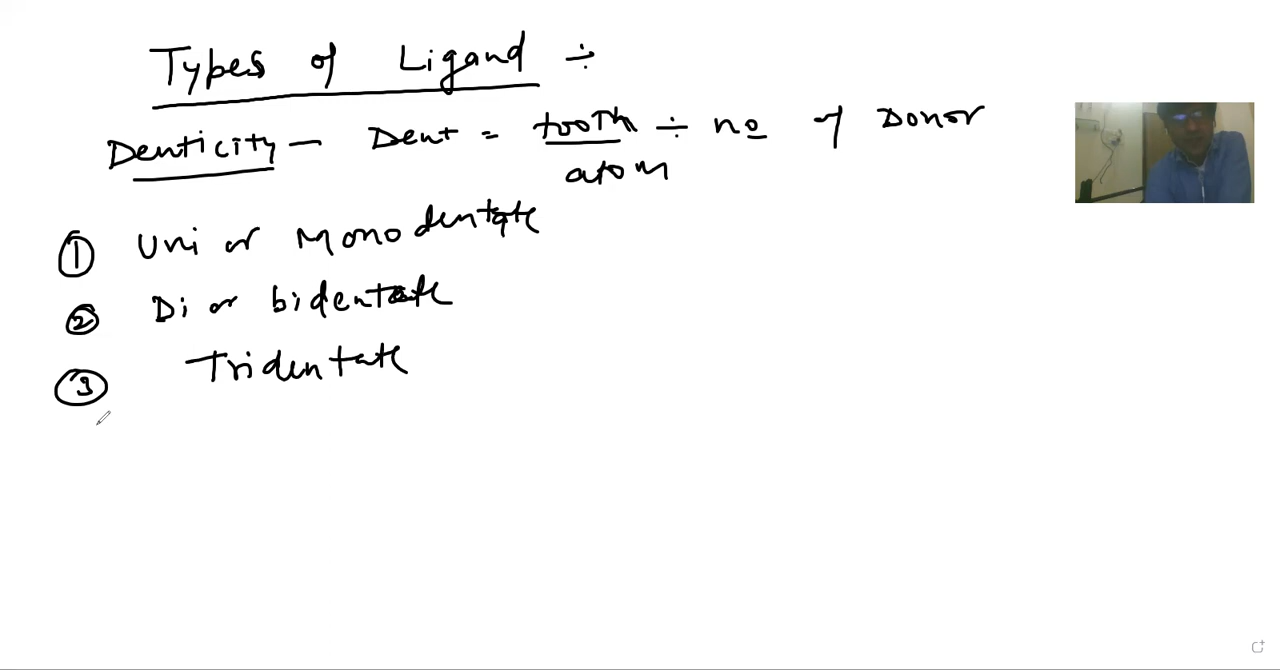 Types of Ligand ÷
Denticity - Dent = tooth ÷ no of Donor
atom
① Uni or Monodentate
② Di or bidentate
③ Tridentate